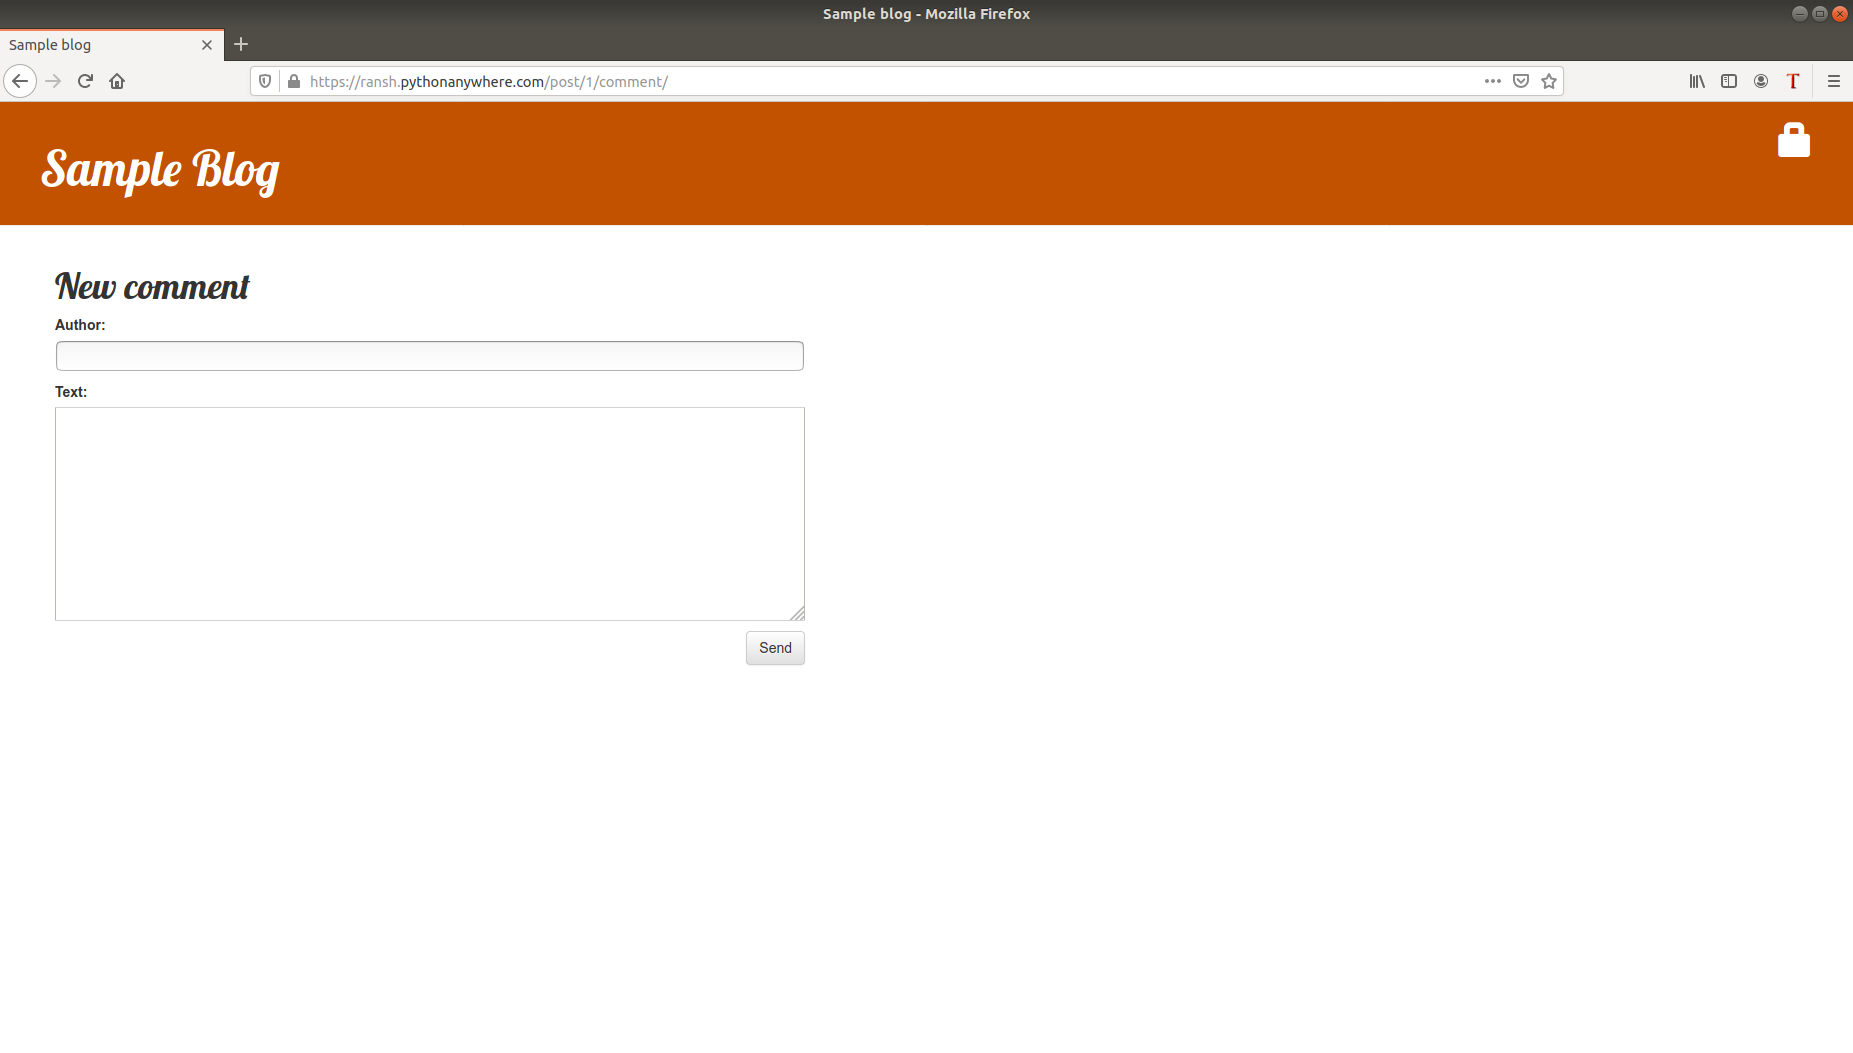 Sample blog - Mozilla Firefox
Sample blog
https://ransh.pythonanywhere.com/post/1/comment/
T
Sample Blog
New comment
Author:
Text:
Send